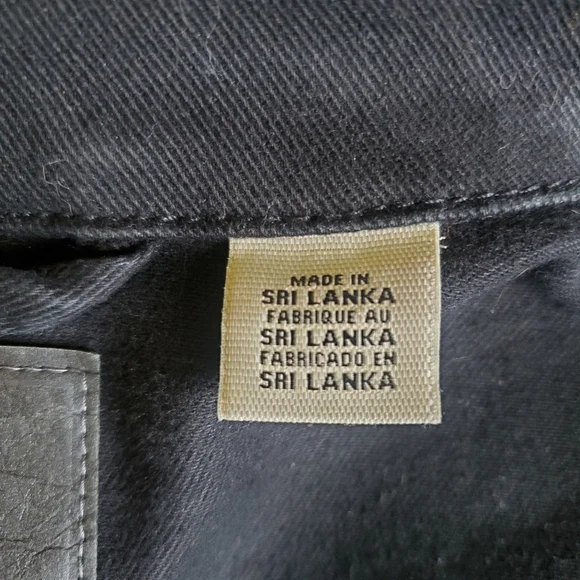 MADE IN
SRI LANKA
FABRIQUE AU
SRI LANKA
FABRICADO EN
SRI LANKA